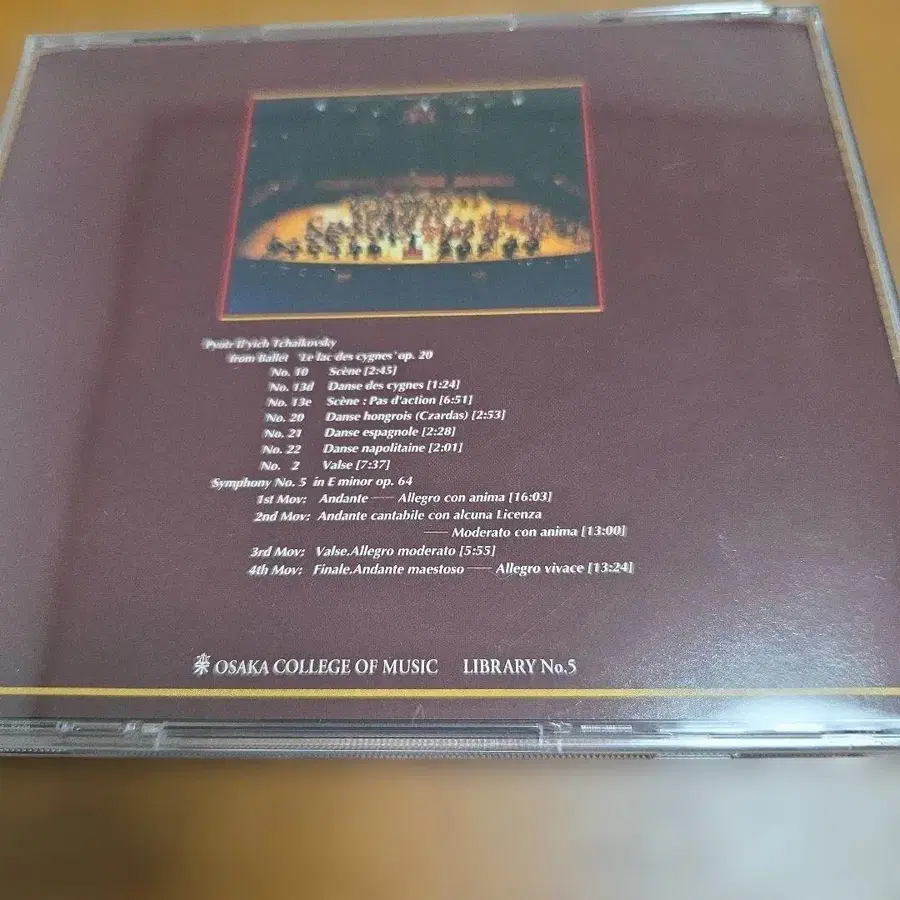 Pyotr Il'yich Tchaikovsky
from Ballet 'Le lac des cygnes' op. 20
No. 10 Scène [2:45]
No. 13d Danse des cygnes [1:24]
No. 13e Scène : Pas d'action [6:51]
No. 20 Danse hongrois (Czardas) [2:53]
No. 21 Danse espagnole [2:28]
No. 22 Danse napolitaine [2:01]
No. 2 Valse [7:37]
Symphony No. 5 in E minor op. 64
1st Mov: Andante — Allegro con anima [16:03]
2nd Mov: Andante cantabile con alcuna Licenza
— Moderato con anima [13:00]
3rd Mov: Valse.Allegro moderato [5:55]
4th Mov: Finale.Andante maestoso — Allegro vivace [13:24]
OSAKA COLLEGE OF MUSIC LIBRARY No.5